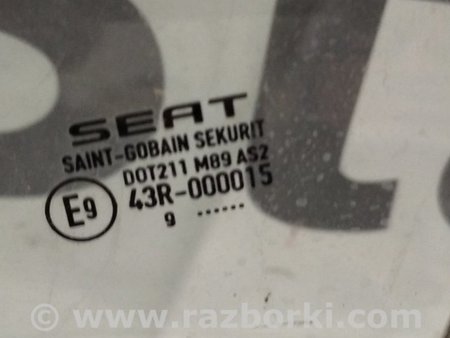 SEAT
SAINT-GOBAIN SEKURIT
DOT211 M89 AS2
E9 43R-000015
9 ......
© www.razborki.com